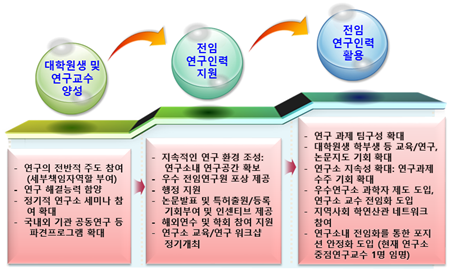 대학원생 및
연구교수
양성
전임
연구인력
지원
전임
연구인력
활용
- 연구의 전반적 주도 참여
(세부책임자역할 부여)
- 연구 해결능력 함양
- 정기적 연구소 세미나 참
여 확대
- 국내외 기관 공동연구 등
파견프로그램 확대
- 지속적인 연구 환경 조성:
연구소내 연구공간 확보
- 우수 전임연구원 포상 제공
- 행정 지원
- 논문발표 및 특허출원/등록
기회부여 및 인센티브 제공
- 해외연수 및 학회 참여 지원
- 연구소 교육/연구 워크샵
정기개최
- 연구 과제 탐구성 확대
- 대학원생 학부생 등 교육/연구,
논문지도 기회 확대
- 연구소 지속성 확대: 연구과제
수주 기회 확대
- 우수연구소 과학자 제도 도입,
연구소 교수 전임화 도입
- 지역사회 학연산관 네트워크
참여
- 연구소내 전임화를 통한 포지
션 안정화 도입 (현재 연구소
중점연구교수 1명 임명)